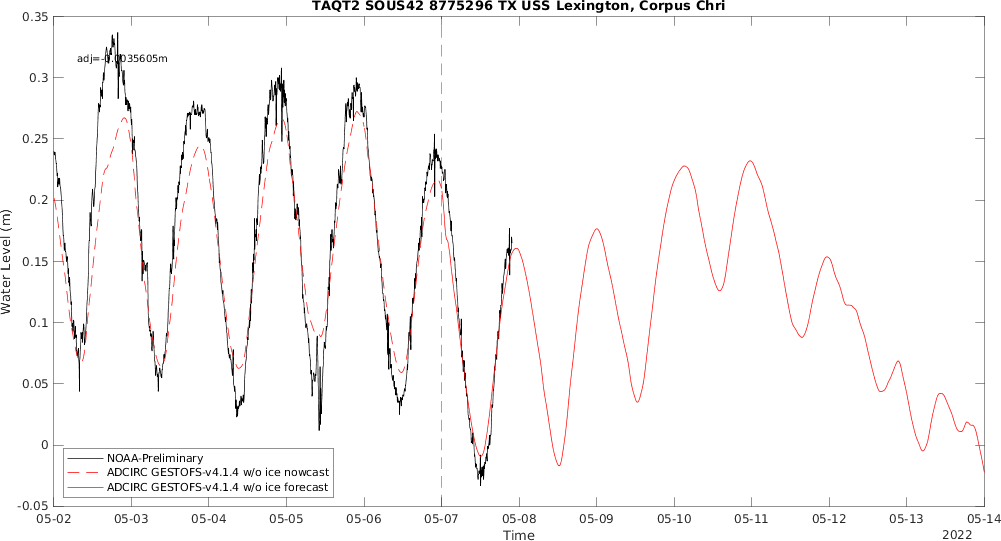 TAQT2 SOUS42 8775296 TX USS Lexington, Corpus Chri
0.35
adj=-0.0035605m
0.3
0.25
0.2
0.15
0.1
0.05
0
-0.05
Water Level (m)
NOAA-Preliminary
ADCIRC GESTOFS-v4.1.4 w/o ice nowcast
ADCIRC GESTOFS-v4.1.4 w/o ice forecast
05-02 05-03 05-04 05-05 05-06 05-07 05-08 05-09 05-10 05-11 05-12 05-13 05-14
Time
2022